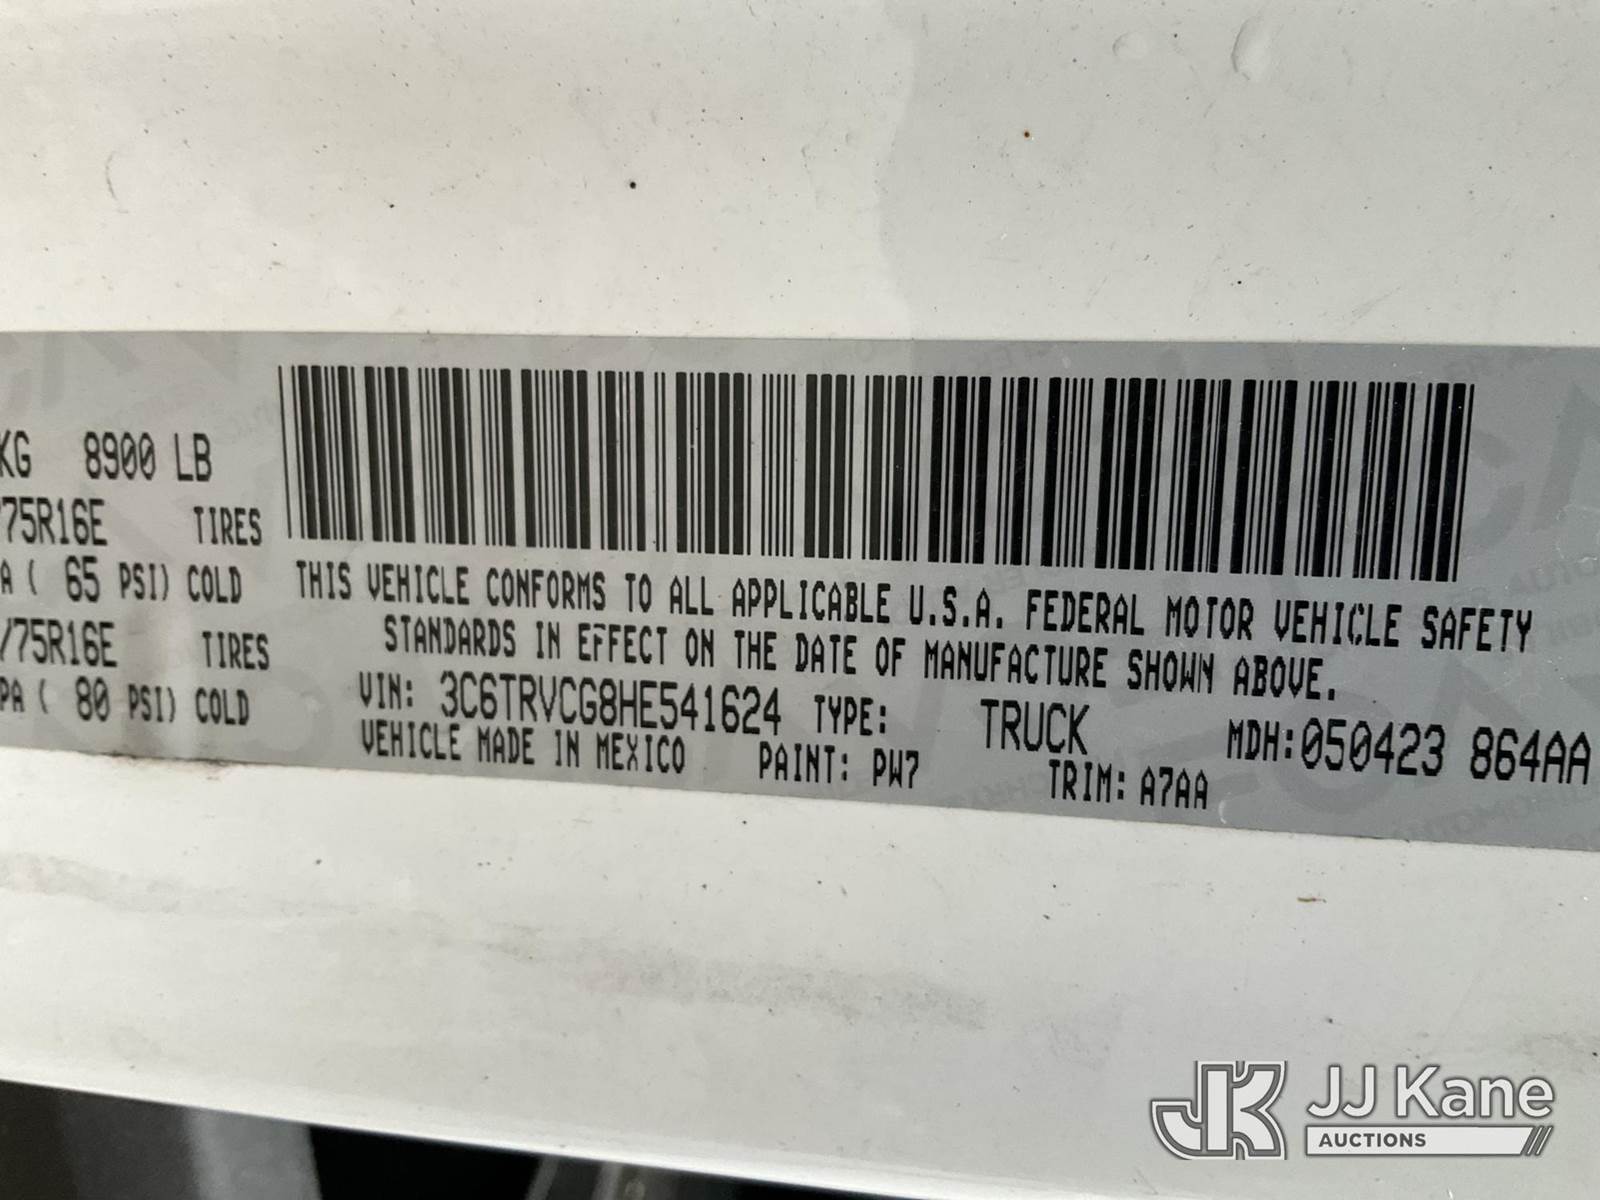 KG 8900 LB
75R16E TIRES
A ( 65 PSI) COLD
/75R16E TIRES
PA ( 80 PSI) COLD
THIS VEHICLE CONFORMS TO ALL APPLICABLE U.S.A. FEDERAL MOTOR VEHICLE SAFETY
STANDARDS IN EFFECT ON THE DATE OF MANUFACTURE SHOWN ABOVE.
VIN: 3C6TRVCG8HE541624 TYPE: TRUCK MDH:050423 864AA
VEHICLE MADE IN MEXICO PAINT: PW7 TRIM: A7AA
JK JJ Kane
AUCTIONS